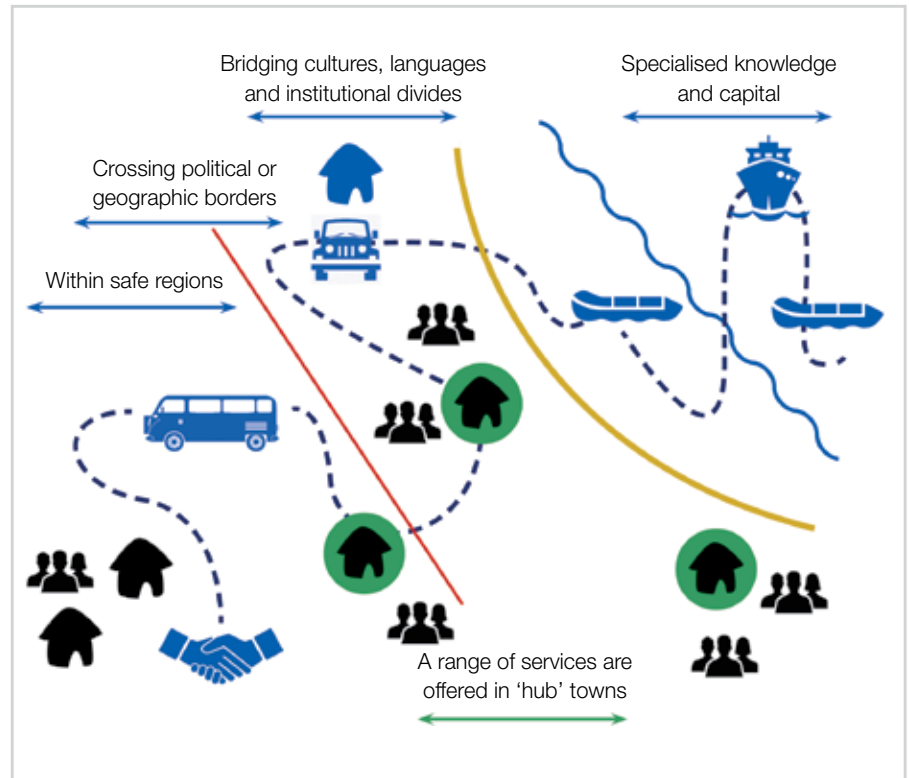 Bridging cultures, languages
and institutional divides
Specialised knowledge
and capital
Crossing political or
geographic borders
Within safe regions
A range of services are
offered in ‘hub’ towns